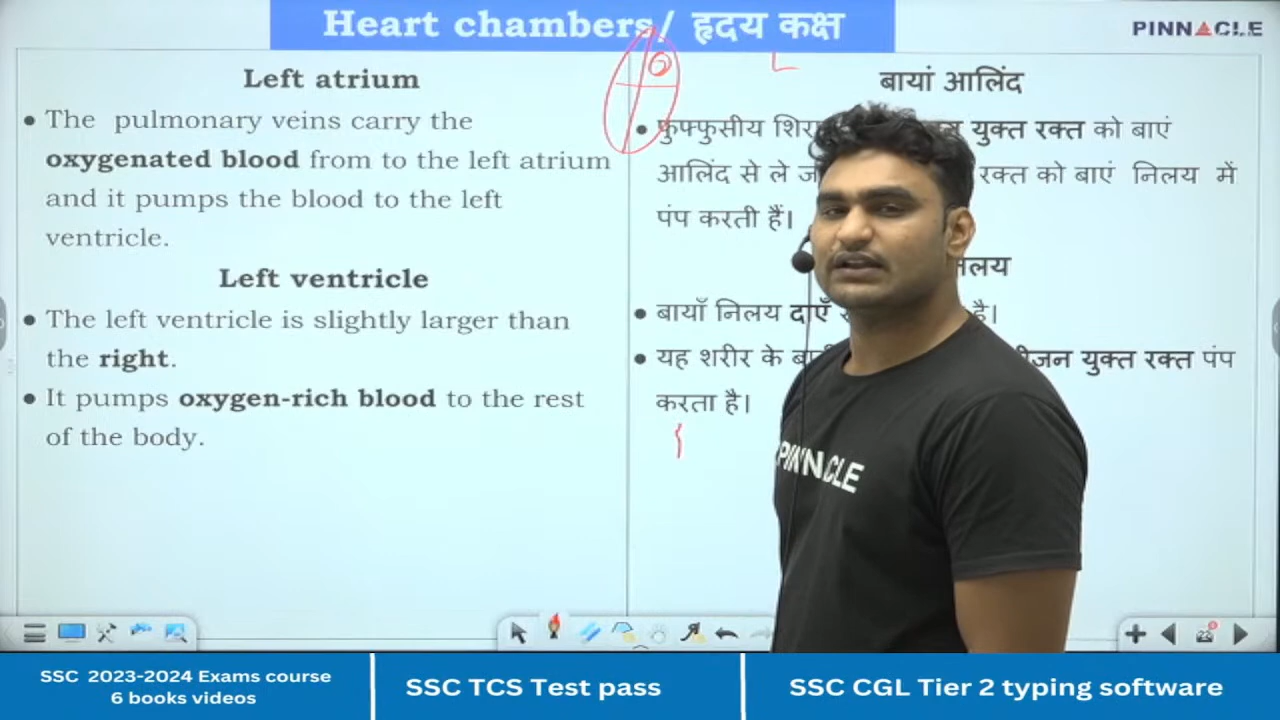 Heart chambers/ हृदय कक्ष
PINNACLE
Left atrium
● The pulmonary veins carry the
oxygenated blood from to the left atrium
and it pumps the blood to the left
ventricle.
Left ventricle
● The left ventricle is slightly larger than
the right.
● It pumps oxygen-rich blood to the rest
of the body.
बायां आलिंद
● फुफ्फुसीय युक्त रक्त को बाएं
आलिंद से ले रक्त को बाएं निलय में
पंप करती हैं।
● बायाँ निलय दाएँ है।
● यह शरीर के युक्त रक्त पंप
करता है।
PINNACLE
22
SSC 2023-2024 Exams course
6 books videos
SSC TCS Test pass
SSC CGL Tier 2 typing software